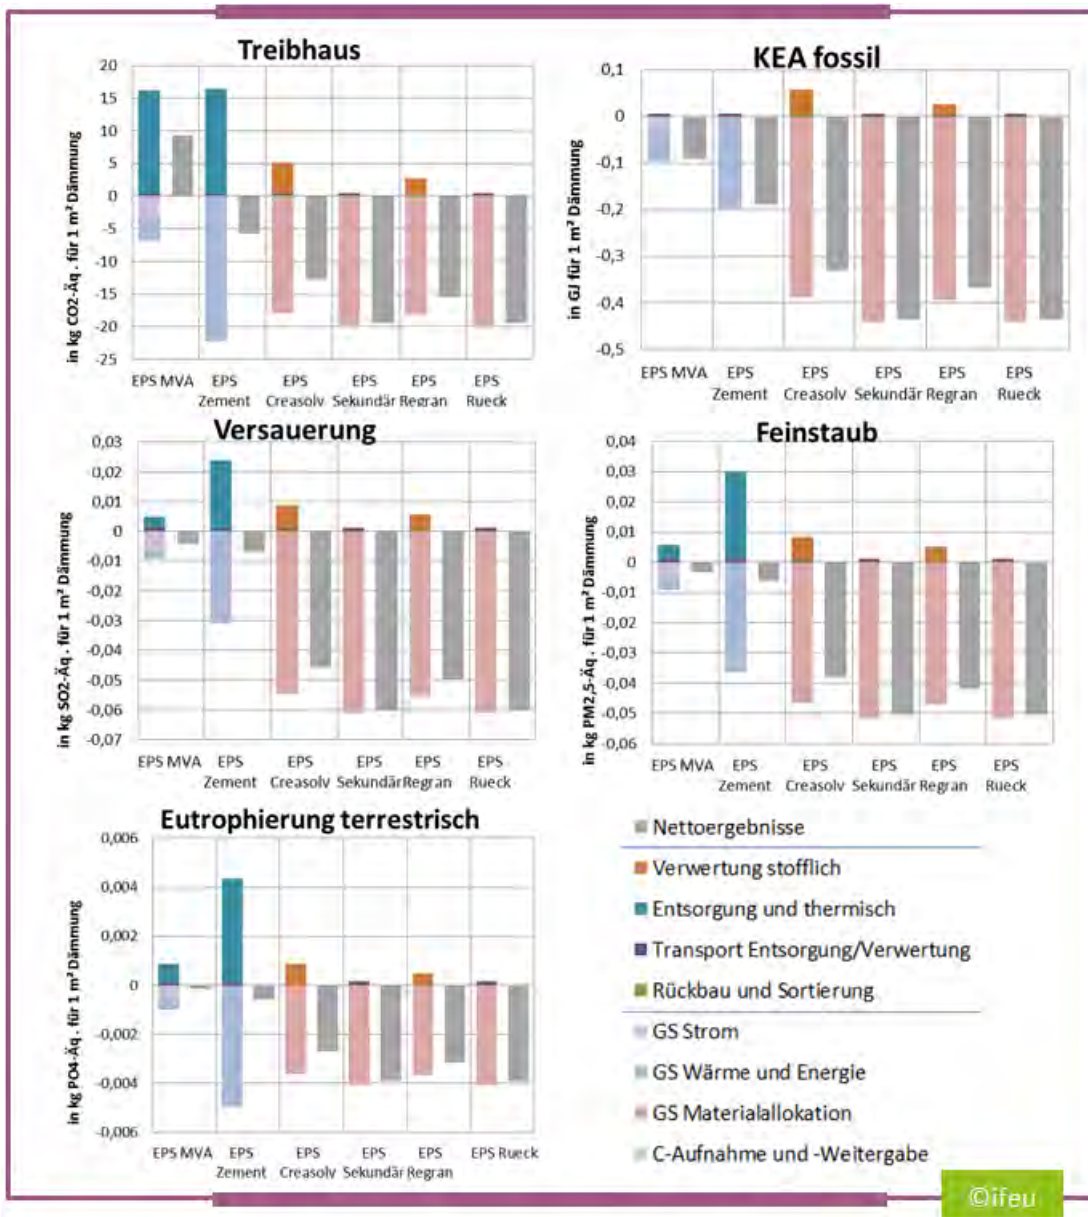 Treibhaus
in kg CO2-Äq. für 1 m² Dämmung
20
15
10
5
0
-5
-10
-15
-20
-25
EPS MVA EPS Zement EPS Creasolv EPS Sekundär EPS Regran EPS Rueck
KEA fossil
in GJ für 1 m² Dämmung
0,1
0
-0,1
-0,2
-0,3
-0,4
-0,5
EPS MVA EPS Zement EPS Creasolv EPS Sekundär EPS Regran EPS Rueck
Versauerung
in kg SO2-Äq . für 1 m² Dämmung
0,03
0,02
0,01
0
-0,01
-0,02
-0,03
-0,04
-0,05
-0,06
-0,07
EPS MVA EPS Zement EPS Creasolv EPS Sekundär EPS Regran EPS Rueck
Feinstaub
in kg PM2,5-Äq . für 1 m² Dämmung
0,04
0,03
0,02
0,01
0
-0,01
-0,02
-0,03
-0,04
-0,05
-0,06
EPS MVA EPS Zement EPS Creasolv EPS Sekundär EPS Regran EPS Rueck
Eutrophierung terrestrisch
in kg PO4-Äq . für 1 m² Dämmung
0,006
0,004
0,002
0
-0,002
-0,004
-0,006
EPS MVA EPS Zement EPS Creasolv EPS Sekundär EPS Regran EPS Rueck
Nettoergebnisse
Verwertung stofflich
Entsorgung und thermisch
Transport Entsorgung/Verwertung
Rückbau und Sortierung
GS Strom
GS Wärme und Energie
GS Materialallokation
C-Aufnahme und -Weitergabe
©ifeu